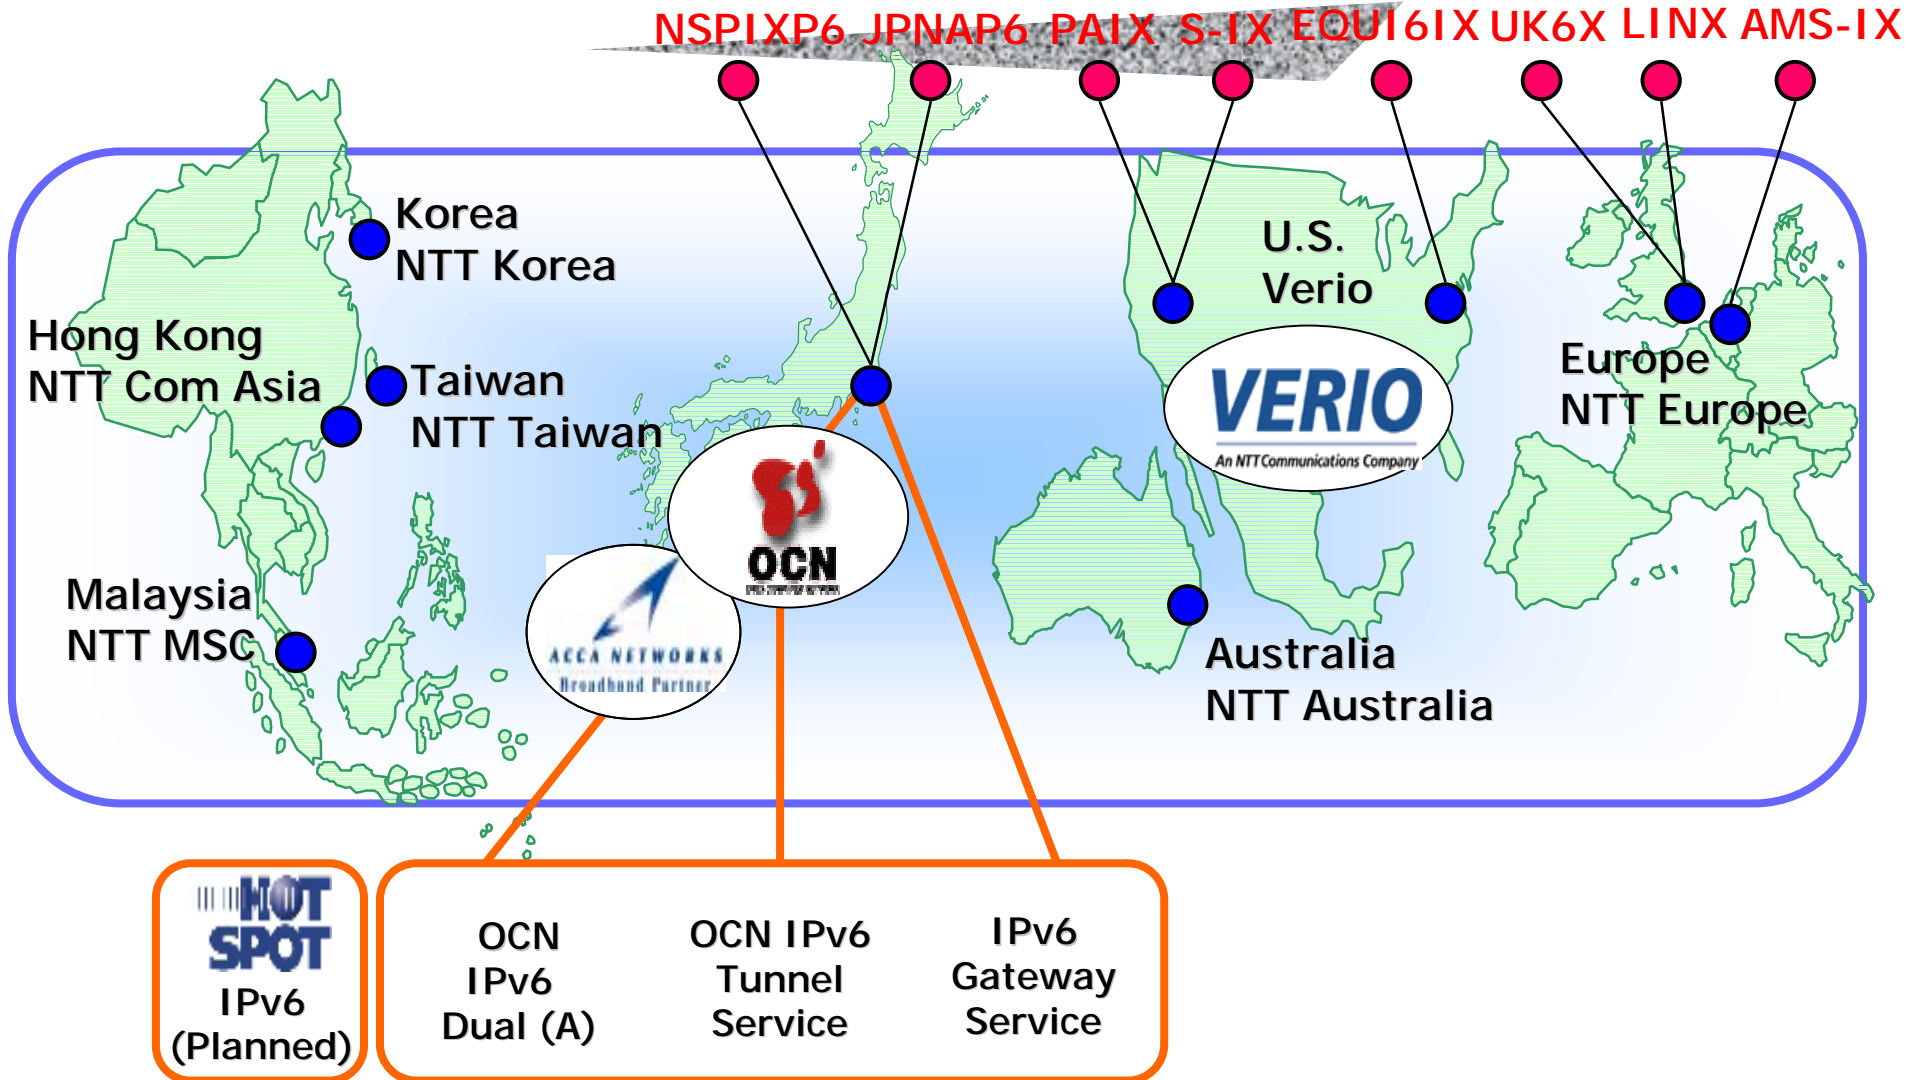 NSPIXP6 JPNAP6 PAIX S-IX EQUI6IX UK6X LINX AMS-IX
Korea
NTT Korea
Hong Kong
NTT Com Asia
Taiwan
NTT Taiwan
Malaysia
NTT MSC
ACCA NETWORKS
Broadband Partner
OCN
U.S.
Verio
VERIO
An NTT Communications Company
Europe
NTT Europe
Australia
NTT Australia
HOT
SPOT
IPv6
(Planned)
OCN
IPv6
Dual (A)
OCN IPv6
Tunnel
Service
IPv6
Gateway
Service